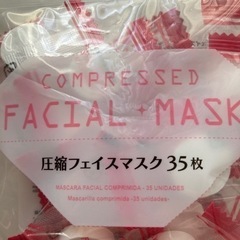 COMPRESSED
FACIAL + MASK
圧縮フェイスマスク 35枚
MÁSCARA FACIAL COMPRIMIDA - 35 UNIDADES
Mascarilla comprimida -35 unidades-